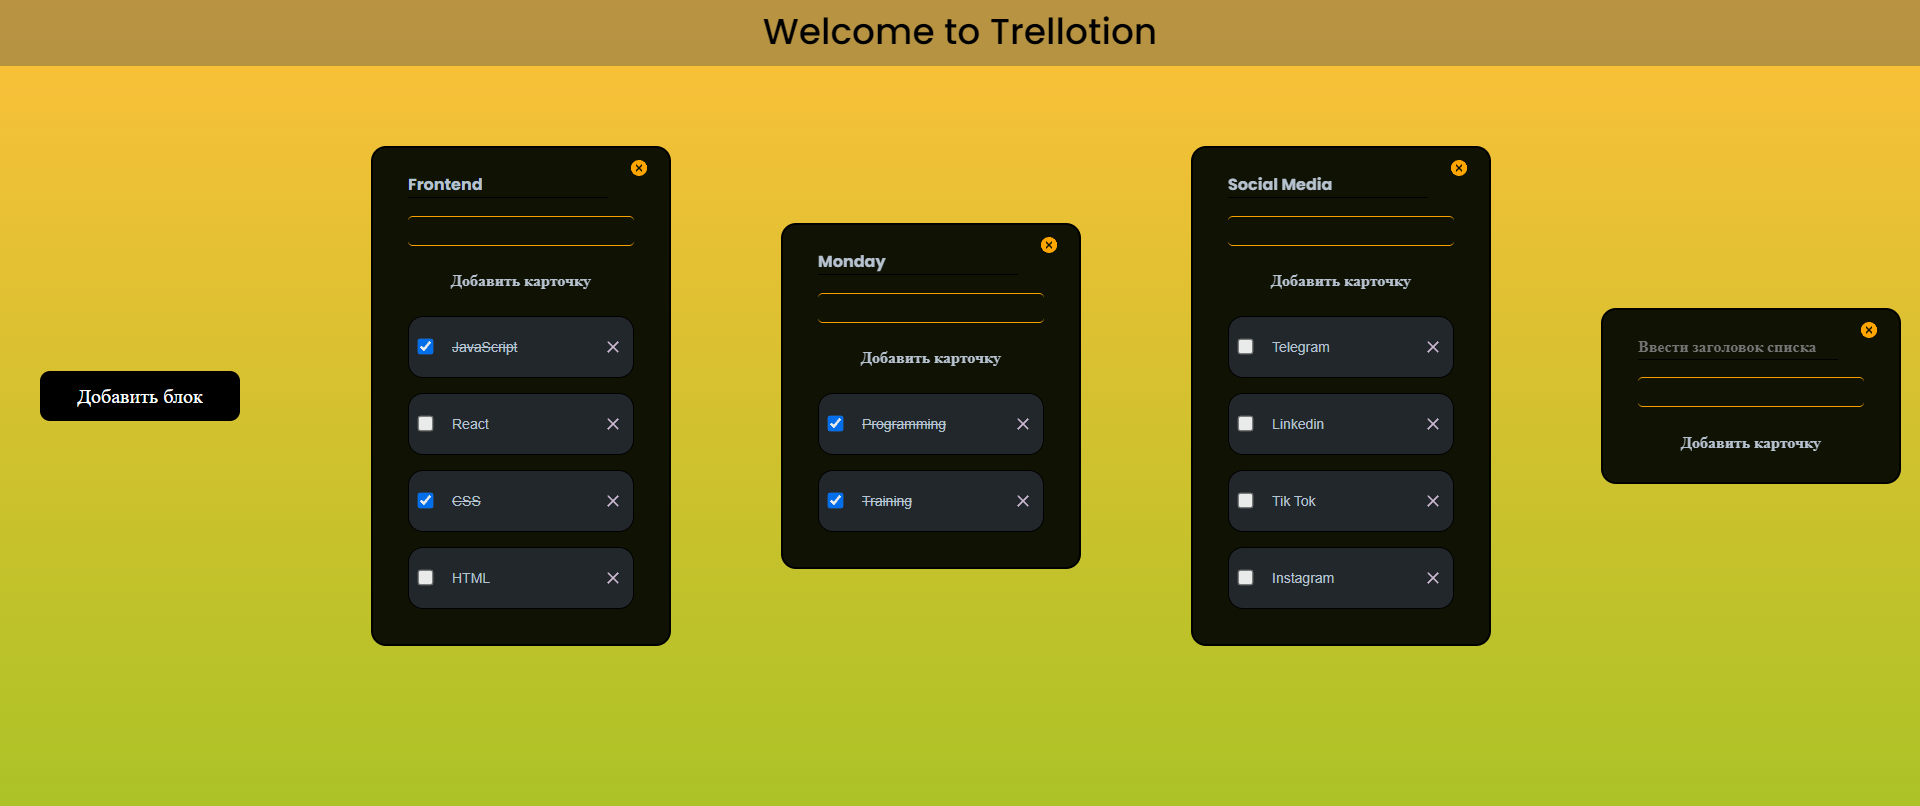 Welcome to Trellotion
Добавить блок
Frontend
Добавить карточку
JavaScript
React
CSS
HTML
Monday
Добавить карточку
Programming
Training
Social Media
Добавить карточку
Telegram
Linkedin
Tik Tok
Instagram
Ввести заголовок списка
Добавить карточку